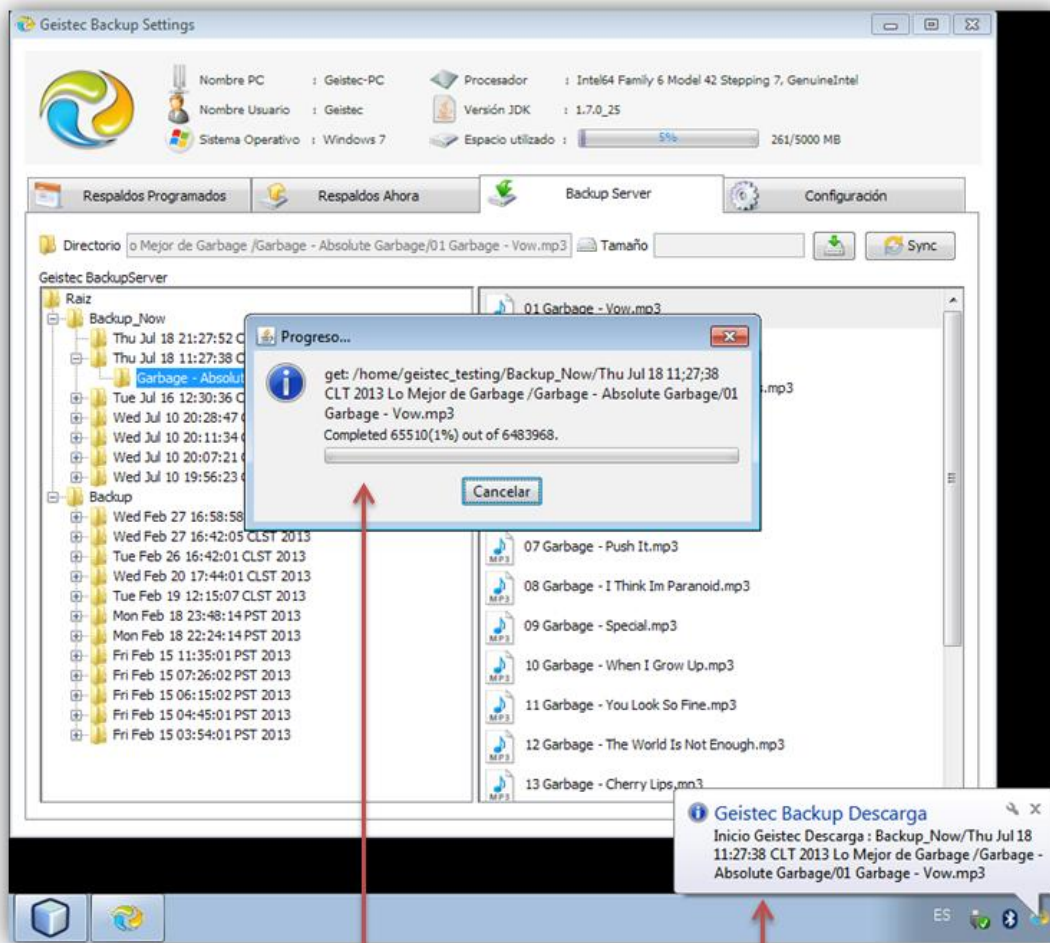 Geistec Backup Settings
Nombre PC : Geistec-PC
Procesador : Intel64 Family 6 Model 42 Stepping 7, GenuineIntel
Nombre Usuario : Geistec
Versión JDK : 1.7.0_25
Sistema Operativo : Windows 7
Espacio utilizado : 5% 261/5000 MB
Respaldos Programados
Respaldos Ahora
Backup Server
Configuración
Directorio o Mejor de Garbage /Garbage - Absolute Garbage/01 Garbage - Vow.mp3
Tamaño
Sync
Geistec BackupServer
Raiz
Backup_Now
Thu Jul 18 21:27:52 C
Thu Jul 18 11:27:38 C
Garbage - Absolut
Tue Jul 16 12:30:36 C
Wed Jul 10 20:28:47
Wed Jul 10 20:11:34
Wed Jul 10 20:07:21
Wed Jul 10 19:56:23
Backup
Wed Feb 27 16:58:58
Wed Feb 27 16:42:05 CLST 2013
Tue Feb 26 16:42:01 CLST 2013
Wed Feb 20 17:44:01 CLST 2013
Tue Feb 19 12:15:07 CLST 2013
Mon Feb 18 23:48:14 PST 2013
Mon Feb 18 22:24:14 PST 2013
Fri Feb 15 11:35:01 PST 2013
Fri Feb 15 07:26:02 PST 2013
Fri Feb 15 06:15:02 PST 2013
Fri Feb 15 04:45:01 PST 2013
Fri Feb 15 03:54:01 PST 2013
01 Garbage - Vow.mp3
s.mp3
Progreso...
get: /home/geistec_testing/Backup_Now/Thu Jul 18 11;27;38
CLT 2013 Lo Mejor de Garbage /Garbage - Absolute Garbage/01
Garbage - Vow.mp3
Completed 65510(1%) out of 6483968.
Cancelar
MP3 07 Garbage - Push It.mp3
MP3 08 Garbage - I Think Im Paranoid.mp3
MP3 09 Garbage - Special.mp3
MP3 10 Garbage - When I Grow Up.mp3
MP3 11 Garbage - You Look So Fine.mp3
MP3 12 Garbage - The World Is Not Enough.mp3
MP3 13 Garbage - Cherry Lips.mp3
Geistec Backup Descarga
Inicio Geistec Descarga : Backup_Now/Thu Jul 18
11:27:38 CLT 2013 Lo Mejor de Garbage /Garbage -
Absolute Garbage/01 Garbage - Vow.mp3
ES